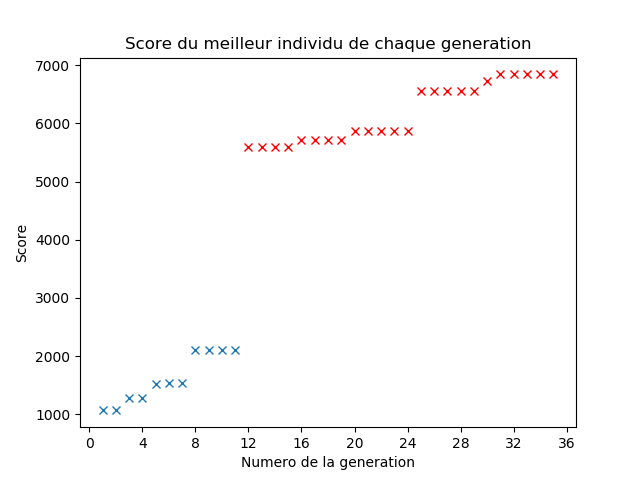 Score du meilleur individu de chaque generation
7000
6000
5000
4000
3000
2000
1000
Score
0 4 8 12 16 20 24 28 32 36
Numero de la generation